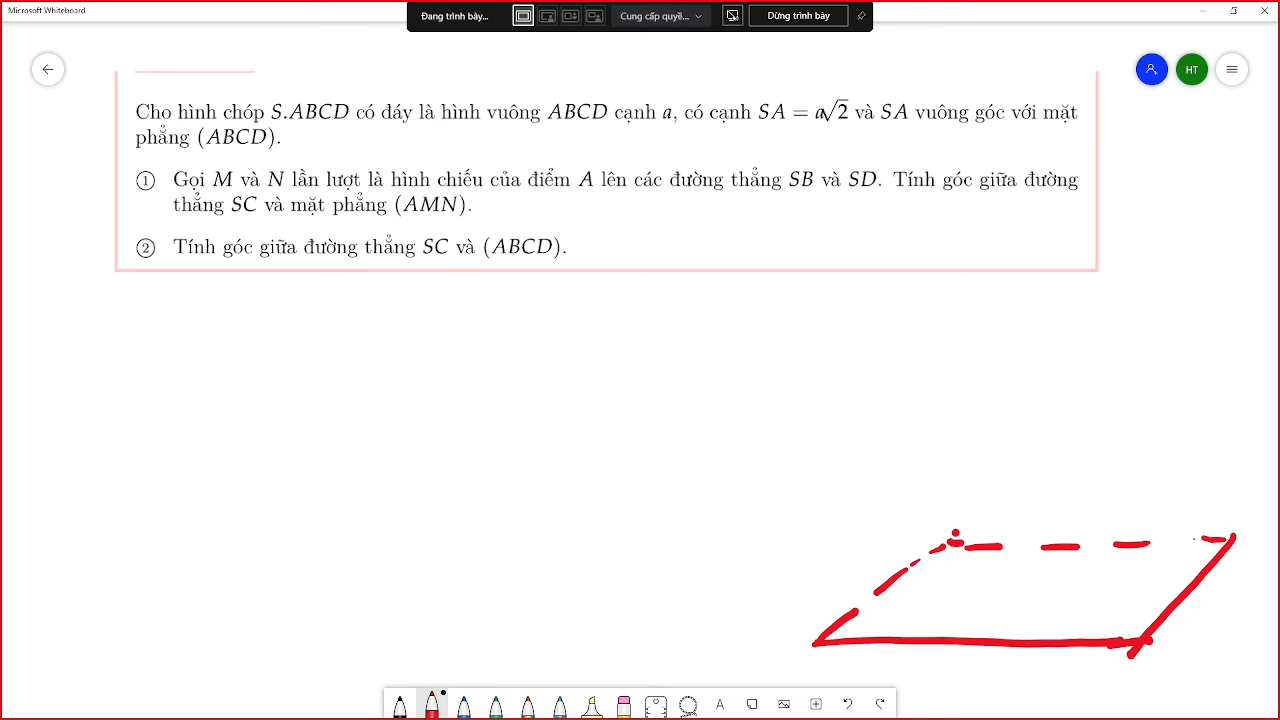 Microsoft Whiteboard
Đang trình bày...
Cung cấp quyề...
Dừng trình bày
HT
Cho hình chóp S.ABCD có đáy là hình vuông ABCD cạnh a, có cạnh SA = a√2 và SA vuông góc với mặt
phẳng (ABCD).
① Gọi M và N lần lượt là hình chiếu của điểm A lên các đường thẳng SB và SD. Tính góc giữa đường
thẳng SC và mặt phẳng (AMN).
② Tính góc giữa đường thẳng SC và (ABCD).
A